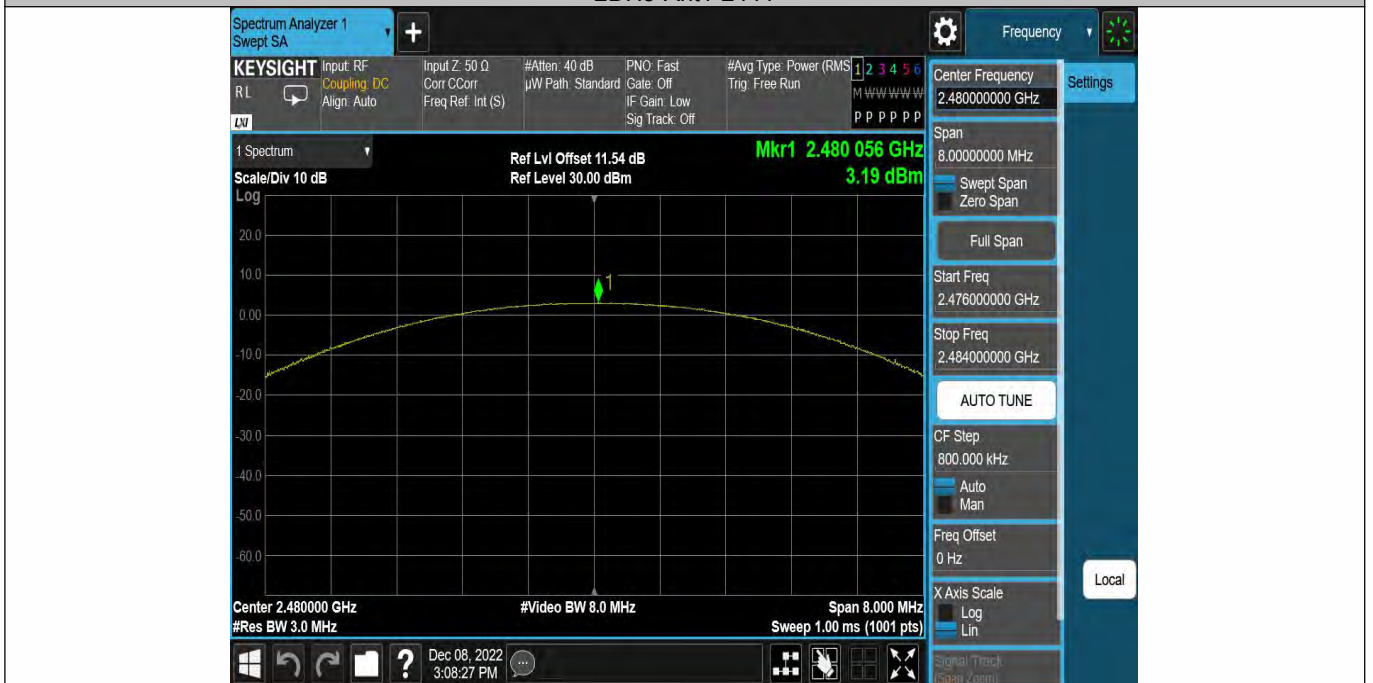 Spectrum Analyzer 1
Swept SA
+
Frequency
KEYSIGHT
RL
LXI
Input: RF
Coupling: DC
Align: Auto
Input Z: 50 Ω
Corr CCorr
Freq Ref: Int (S)
#Atten: 40 dB
µW Path: Standard
PNO: Fast
Gate: Off
IF Gain: Low
Sig Track: Off
#Avg Type: Power (RMS
Trig: Free Run
1 2 3 4 5 6
M W W W W W
P P P P P P
1 Spectrum
Scale/Div 10 dB
Log
Ref Lvl Offset 11.54 dB
Ref Level 30.00 dBm
Mkr1 2.480 056 GHz
3.19 dBm
20.0
10.0
1
0.00
-10.0
-20.0
-30.0
-40.0
-50.0
-60.0
Center 2.480000 GHz
#Res BW 3.0 MHz
#Video BW 8.0 MHz
Span 8.000 MHz
Sweep 1.00 ms (1001 pts)
Center Frequency
2.480000000 GHz
Settings
Span
8.00000000 MHz
Swept Span
Zero Span
Full Span
Start Freq
2.476000000 GHz
Stop Freq
2.484000000 GHz
AUTO TUNE
CF Step
800.000 kHz
Auto
Man
Freq Offset
0 Hz
X Axis Scale
Log
Lin
Signal Track
(Span Zoom)
Local
?
Dec 08, 2022
3:08:27 PM